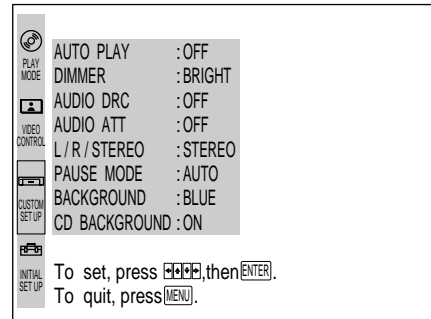 PLAY
MODE
VIDEO
CONTROL
CUSTOM
SET UP
INITIAL
SET UP
AUTO PLAY :OFF
DIMMER :BRIGHT
AUDIO DRC :OFF
AUDIO ATT :OFF
L / R / STEREO :STEREO
PAUSE MODE :AUTO
BACKGROUND :BLUE
CD BACKGROUND :ON
To set, press ,then ENTER.
To quit, press MENU.